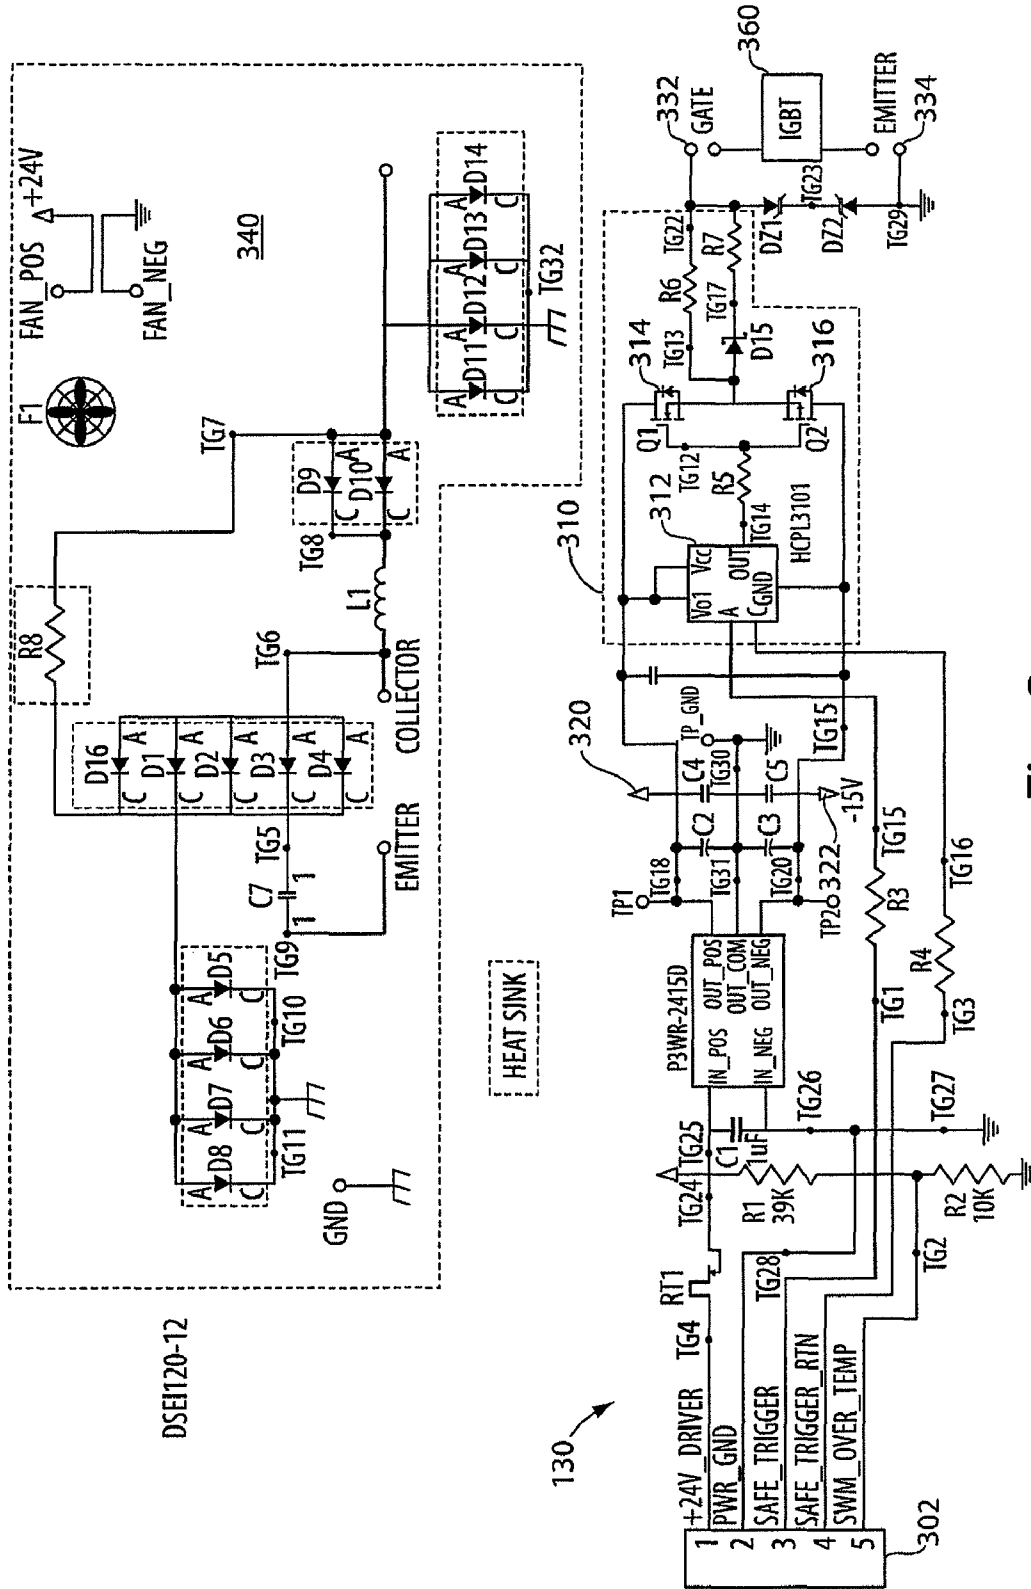 DSEI120-12
GND
D8
D7
D6
D5
A
A
A
A
C
C
C
C
TG11
TG10
TG9
C7
1
1
TG5
EMITTER
D16
D1
D2
D3
D4
A
A
A
A
A
C
C
C
C
C
R8
TG6
COLLECTOR
L1
TG8
TG7
D9
D10
A
A
C
C
F1
FAN_POS
+24V
FAN_NEG
340
D11
D12
D13
D14
A
A
A
A
C
C
C
C
TG32
HEAT SINK
130
302
1
2
3
4
5
+24V_DRIVER
PWR_GND
SAFE_TRIGGER
SAFE_TRIGGER_RTN
SWM_OVER_TEMP
TG4
RT1
TG28
TG2
TG24
TG25
R1
39K
R2
10K
C1
1uF
TG26
TG27
P3WR-2415D
IN_POS
IN_NEG
OUT_POS
OUT_COM
OUT_NEG
TG1
TG3
R3
R4
TG15
TG16
TP1
TP2
TG18
TG31
TG20
C2
C3
C4
C5
320
322
-15V
TG30
TP_GND
TG15
310
312
Vo1
Vcc
A
C
OUT
GND
HCPL3101
TG14
R5
TG12
Q1
Q2
314
316
TG13
R6
D15
TG17
R7
TG22
DZ1
TG23
DZ2
TG29
332
GATE
IGBT
360
EMITTER
334